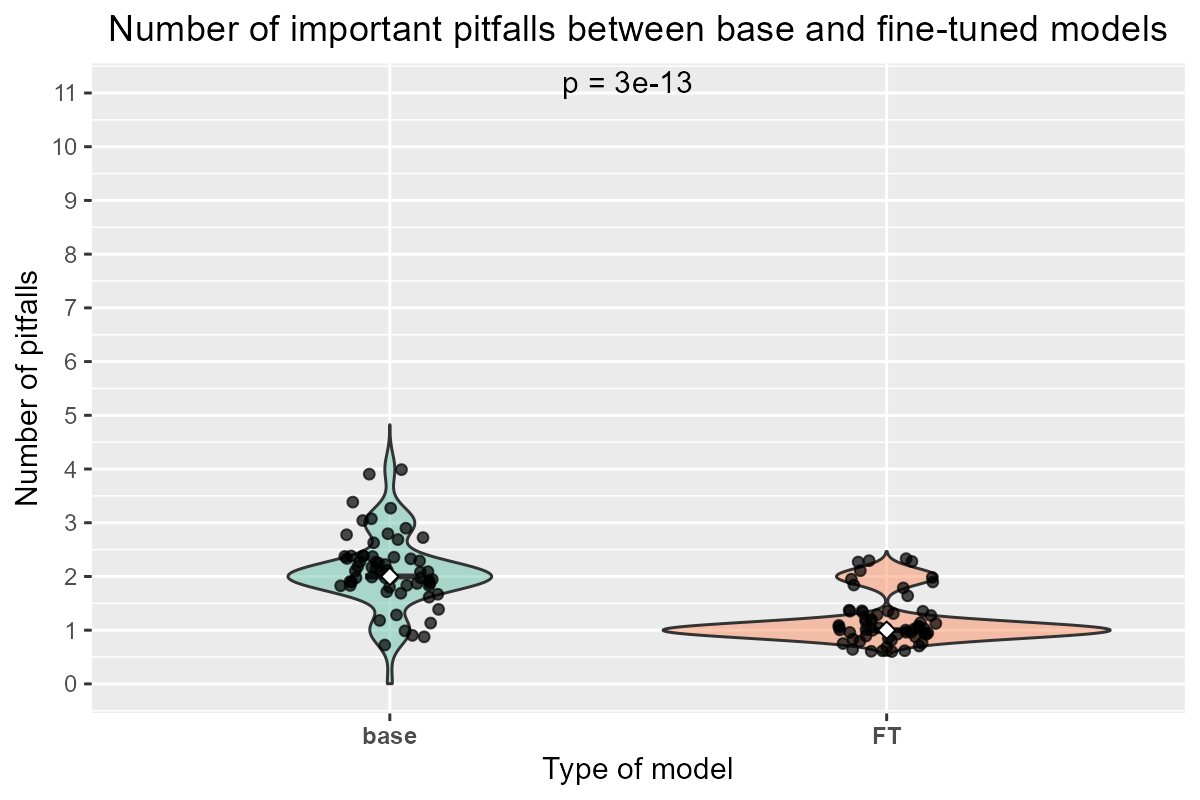 Number of important pitfalls between base and fine-tuned models
p = 3e-13
11
10
9
8
7
6
5
4
3
2
1
0
Number of pitfalls
base
FT
Type of model